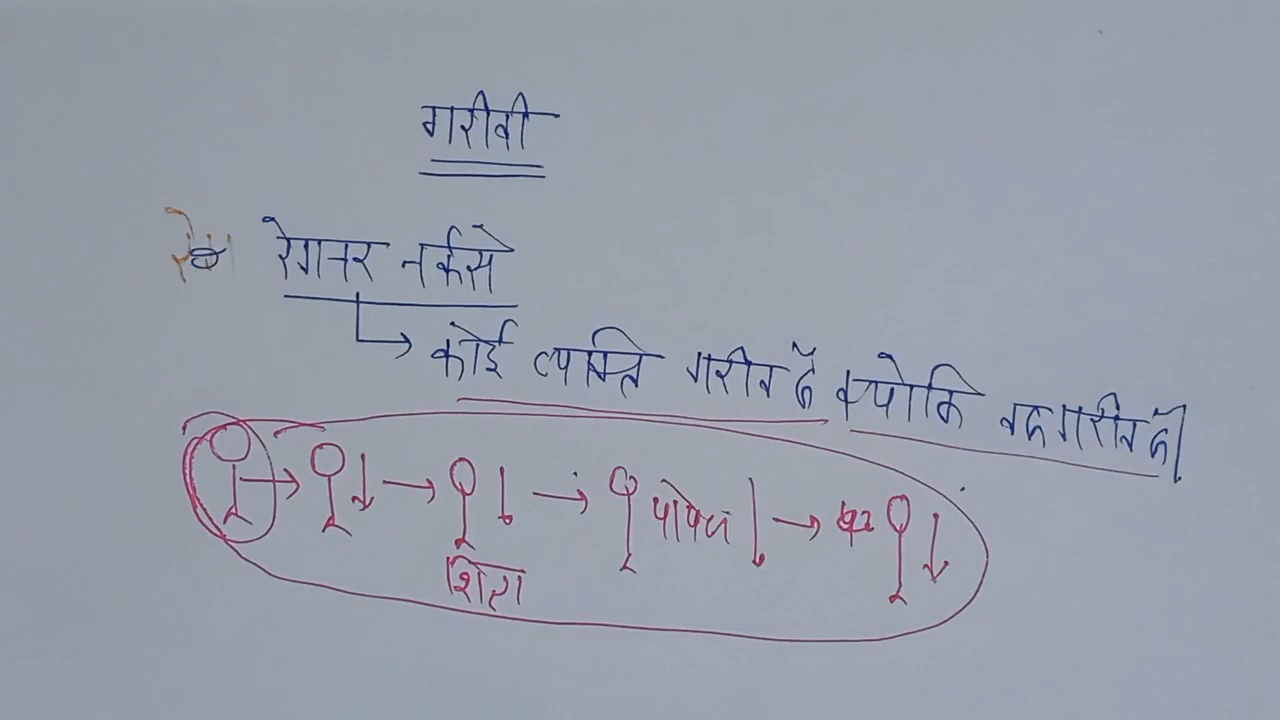 गरीबी
रेगनर नर्कसे
कोई व्यक्ति गरीब है क्योकि वह गरीब है।
पोषण
शिक्षा